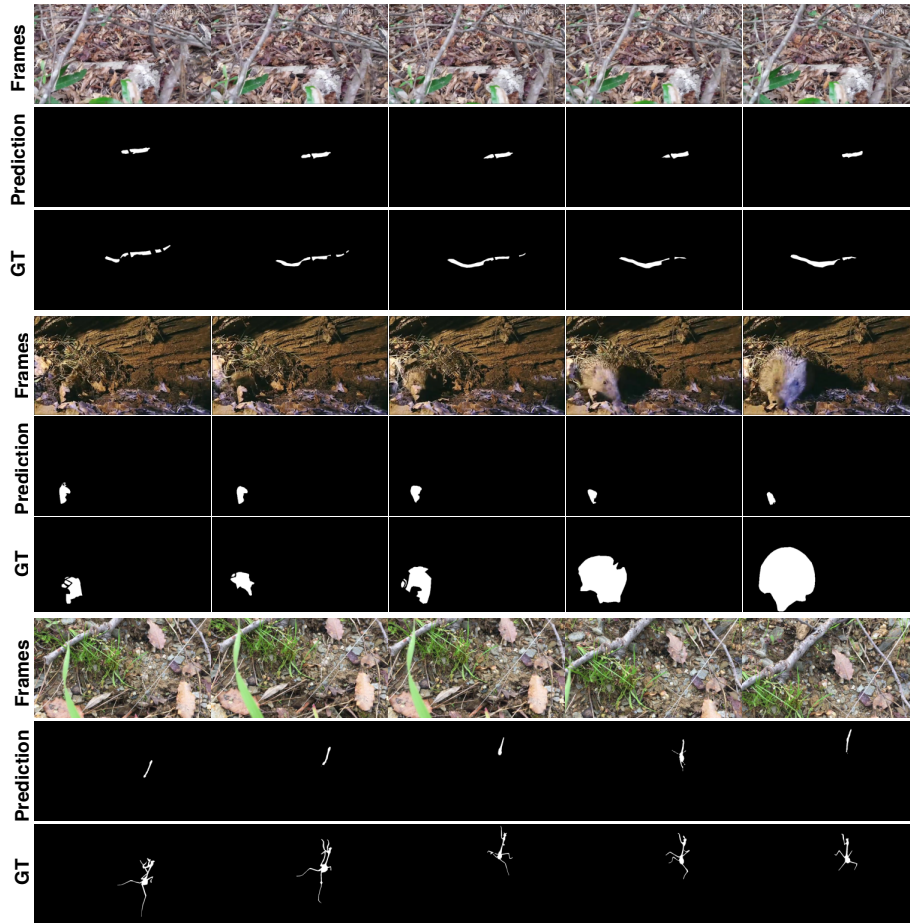 Frames
Prediction
GT
Frames
Prediction
GT
Frames
Prediction
GT